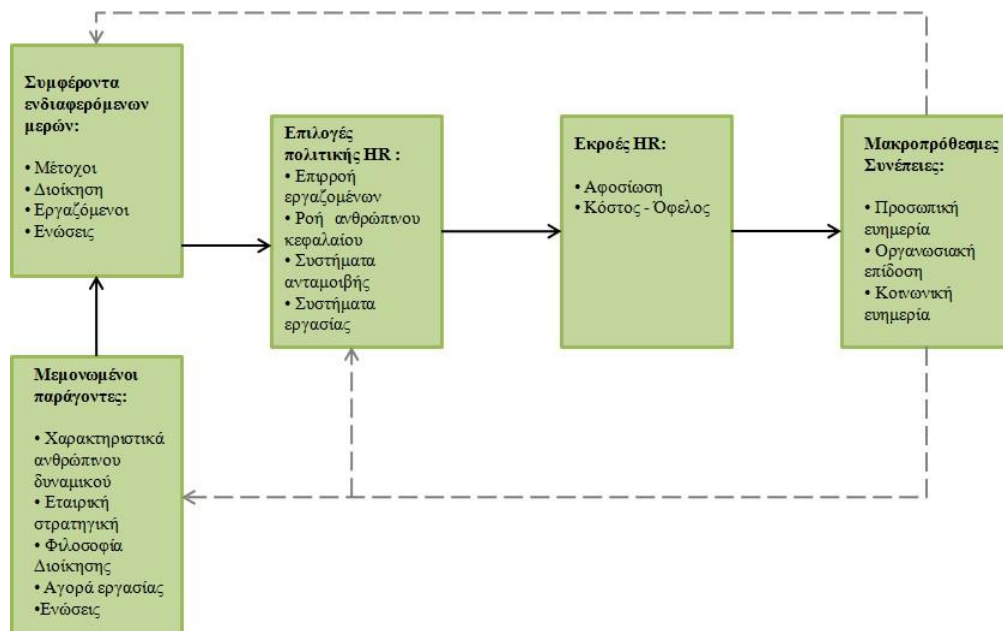 Συμφέροντα
ενδιαφερόμενων
μερών:
• Μέτοχοι
• Διοίκηση
• Εργαζόμενοι
• Ενώσεις
Μεμονωμένοι
παράγοντες:
• Χαρακτηριστικά
ανθρώπινου
δυναμικού
• Εταιρική
στρατηγική
• Φιλοσοφία
Διοίκησης
• Αγορά εργασίας
•Ενώσεις
Επιλογές
πολιτικής HR :
• Επιρροή
εργαζομένων
• Ροή ανθρώπινου
κεφαλαίου
• Συστήματα
ανταμοιβής
• Συστήματα
εργασίας
Εκροές HR:
• Αφοσίωση
• Κόστος - Όφελος
Μακροπρόθεσμες
Συνέπειες:
• Προσωπική
ευημερία
• Οργανωσιακή
επίδοση
• Κοινωνική
ευημερία